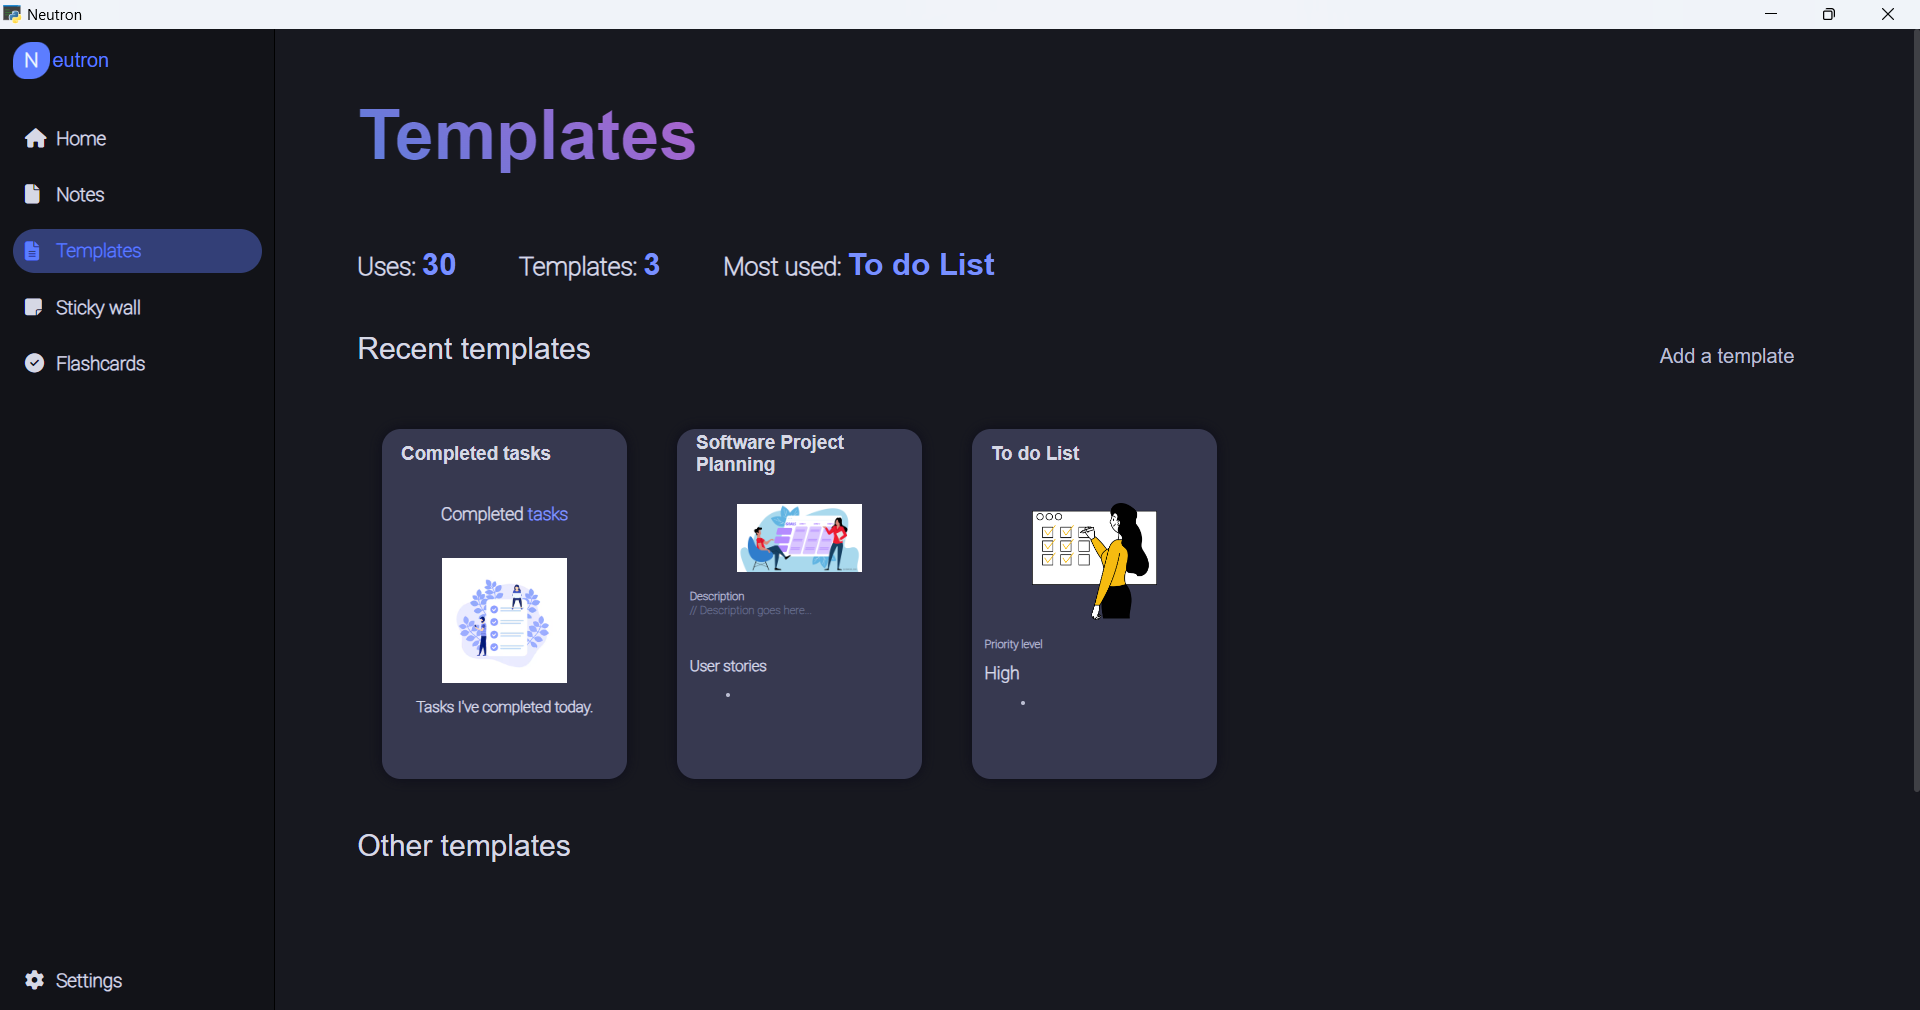 Neutron
Neutron
Home
Notes
Templates
Sticky wall
Flashcards
Settings
Templates
Uses: 30
Templates: 3
Most used: To do List
Recent templates
Add a template
Completed tasks
Completed tasks
Tasks I've completed today.
Software Project
Planning
Description
// Description goes here...
User stories
To do List
Priority level
High
Other templates